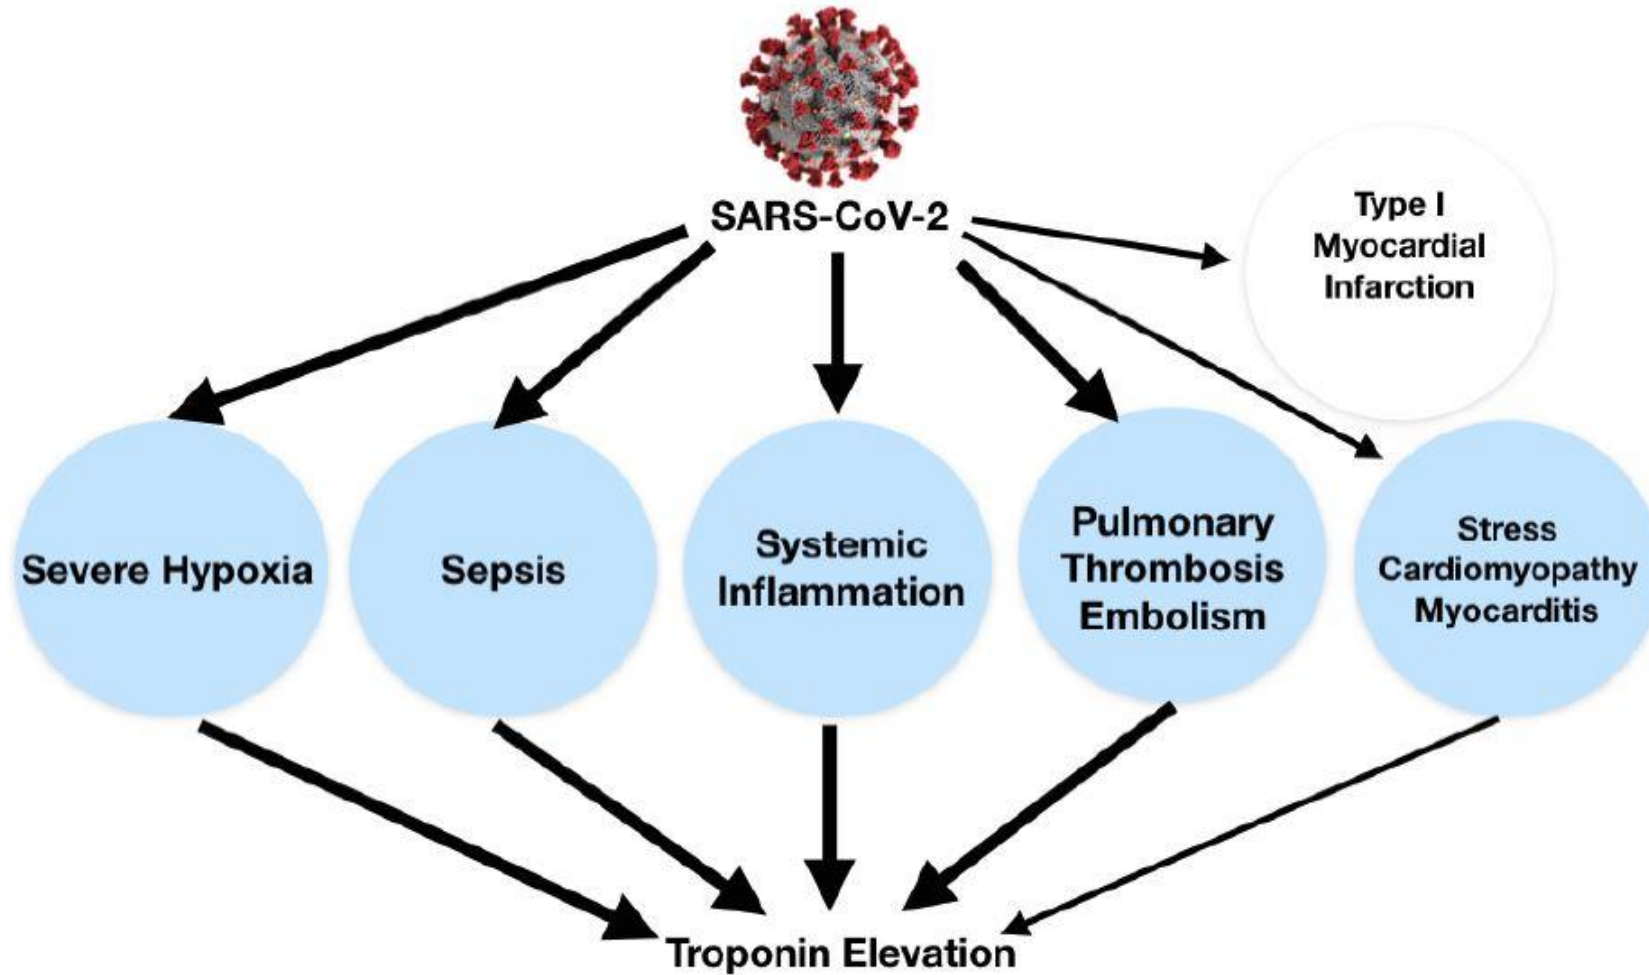 SARS-CoV-2
Type I
Myocardial
Infarction
Severe Hypoxia
Sepsis
Systemic
Inflammation
Pulmonary
Thrombosis
Embolism
Stress
Cardiomyopathy
Myocarditis
Troponin Elevation